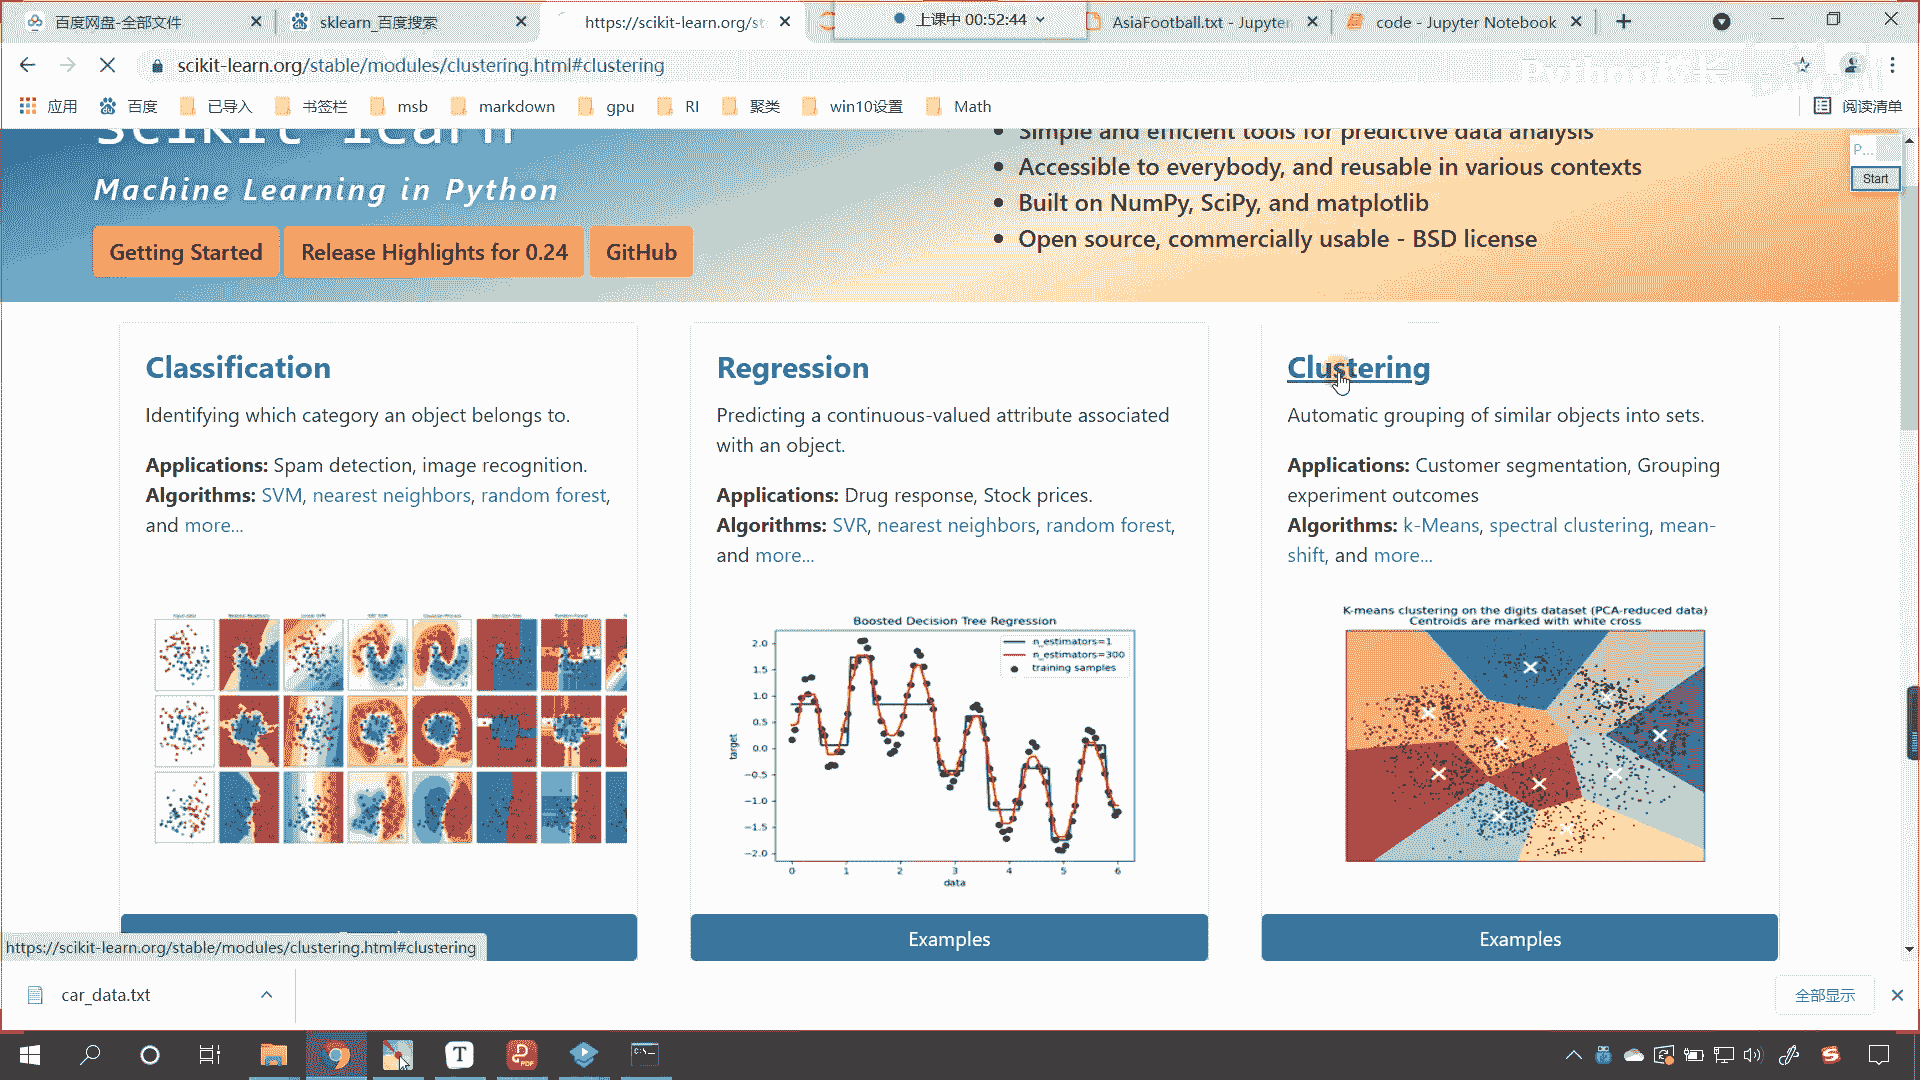 百度网盘-全部文件
sklearn_百度搜索
https://scikit-learn.org/st
上课中 00:52:44
AsiaFootball.txt - Jupyter
code - Jupyter Notebook
scikit-learn.org/stable/modules/clustering.html#clustering
应用
百度
已导入
书签栏
msb
markdown
gpu
RI
聚类
win10设置
Math
阅读清单
scikit learn
Machine Learning in Python
Getting Started
Release Highlights for 0.24
GitHub
Simple and efficient tools for predictive data analysis
Accessible to everybody, and reusable in various contexts
Built on NumPy, SciPy, and matplotlib
Open source, commercially usable - BSD license
P...
Start
Classification
Identifying which category an object belongs to.
Applications: Spam detection, image recognition.
Algorithms: SVM, nearest neighbors, random forest,
and more...
Regression
Predicting a continuous-valued attribute associated
with an object.
Applications: Drug response, Stock prices.
Algorithms: SVR, nearest neighbors, random forest,
and more...
Boosted Decision Tree Regression
n_estimators=1
n_estimators=300
training samples
2.0
1.5
1.0
0.5
0.0
−0.5
−1.0
−1.5
−2.0
target
0 1 2 3 4 5 6
data
Examples
Clustering
Automatic grouping of similar objects into sets.
Applications: Customer segmentation, Grouping
experiment outcomes
Algorithms: k-Means, spectral clustering, mean-
shift, and more...
K-means clustering on the digits dataset (PCA-reduced data)
Centroids are marked with white cross
Examples
https://scikit-learn.org/stable/modules/clustering.html#clustering
car_data.txt
全部显示